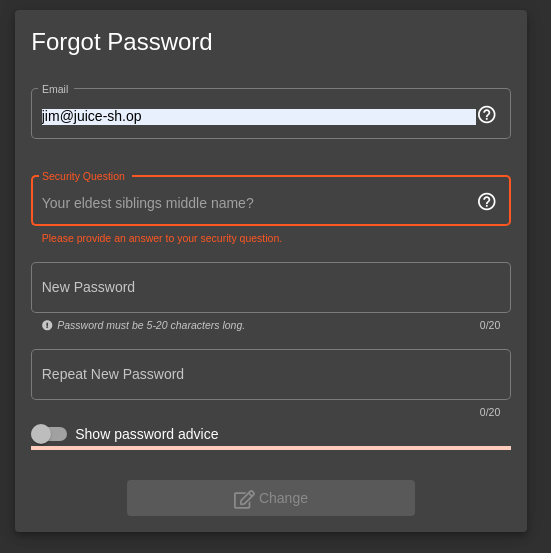 Forgot Password
Email
jim@juice-sh.op
Security Question
Your eldest siblings middle name?
Please provide an answer to your security question.
New Password
Password must be 5-20 characters long. 0/20
Repeat New Password
0/20
Show password advice
Change